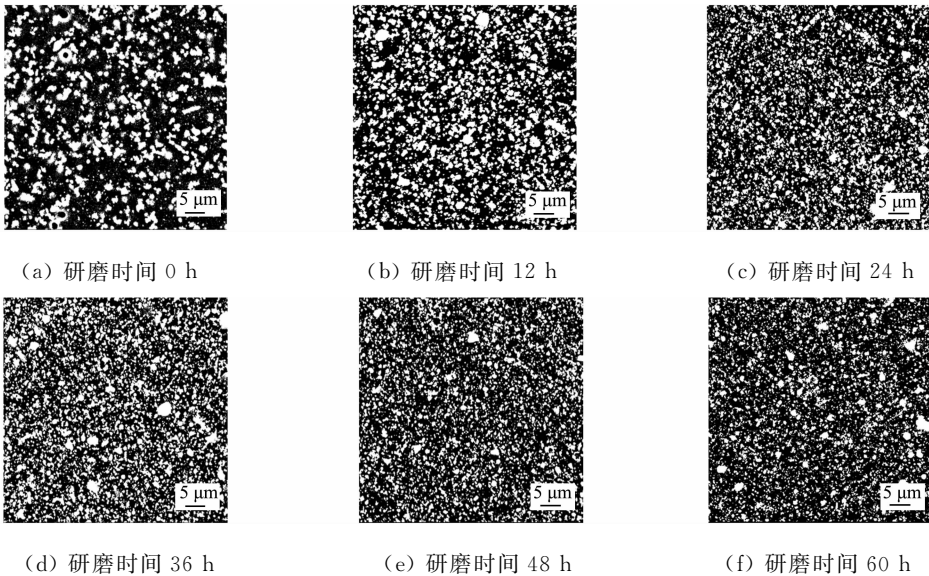 5 μm
5 μm
5 μm
(a) 研磨时间 0 h
(b) 研磨时间 12 h
(c) 研磨时间 24 h
5 μm
5 μm
5 μm
(d) 研磨时间 36 h
(e) 研磨时间 48 h
(f) 研磨时间 60 h